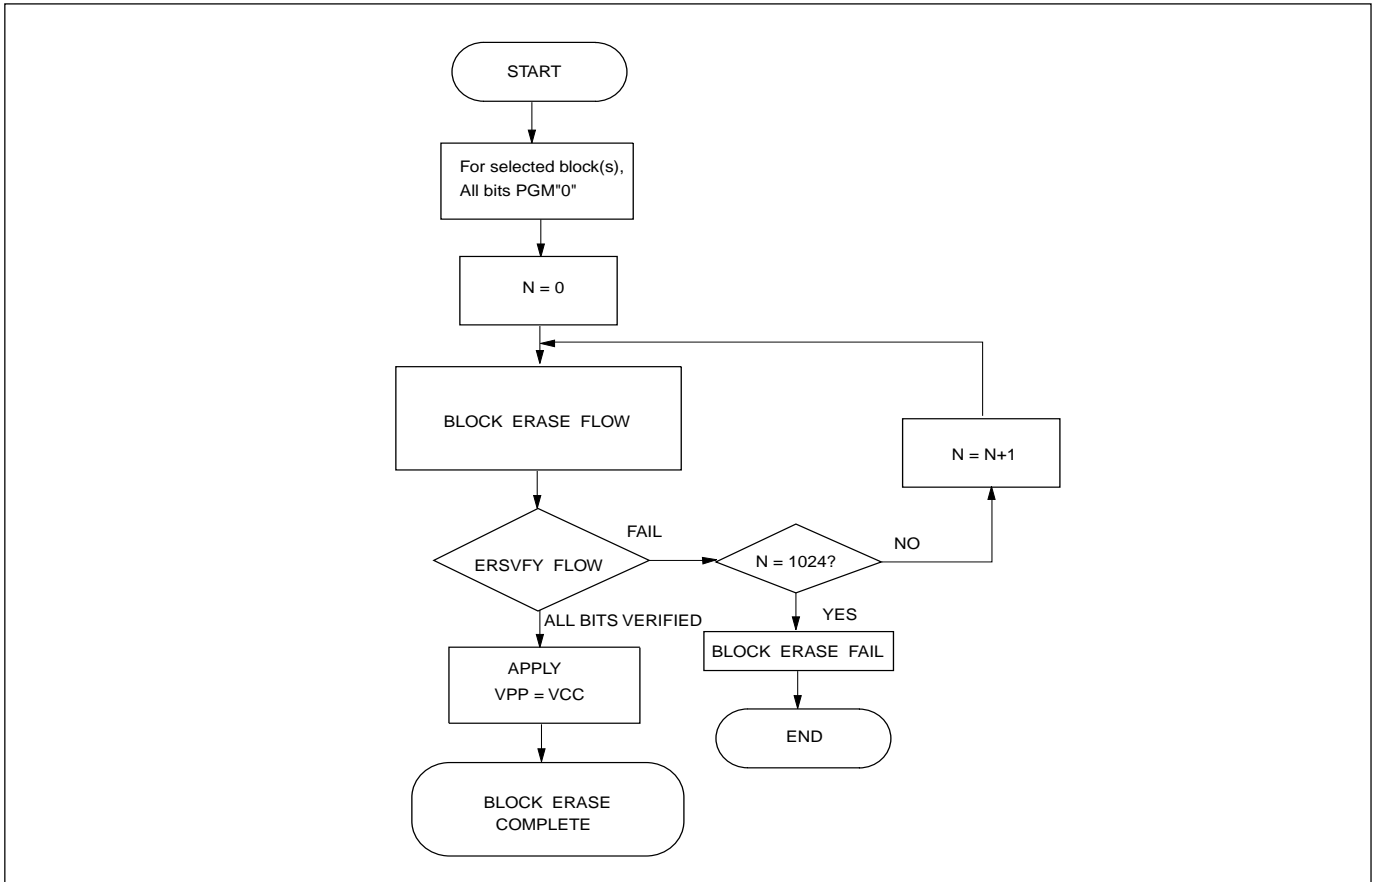 START
For selected block(s),
All bits PGM"0"
N = 0
BLOCK ERASE FLOW
N = N+1
FAIL
NO
ERSVFY FLOW
N = 1024?
YES
ALL BITS VERIFIED
BLOCK ERASE FAIL
APPLY
VPP = VCC
END
BLOCK ERASE
COMPLETE